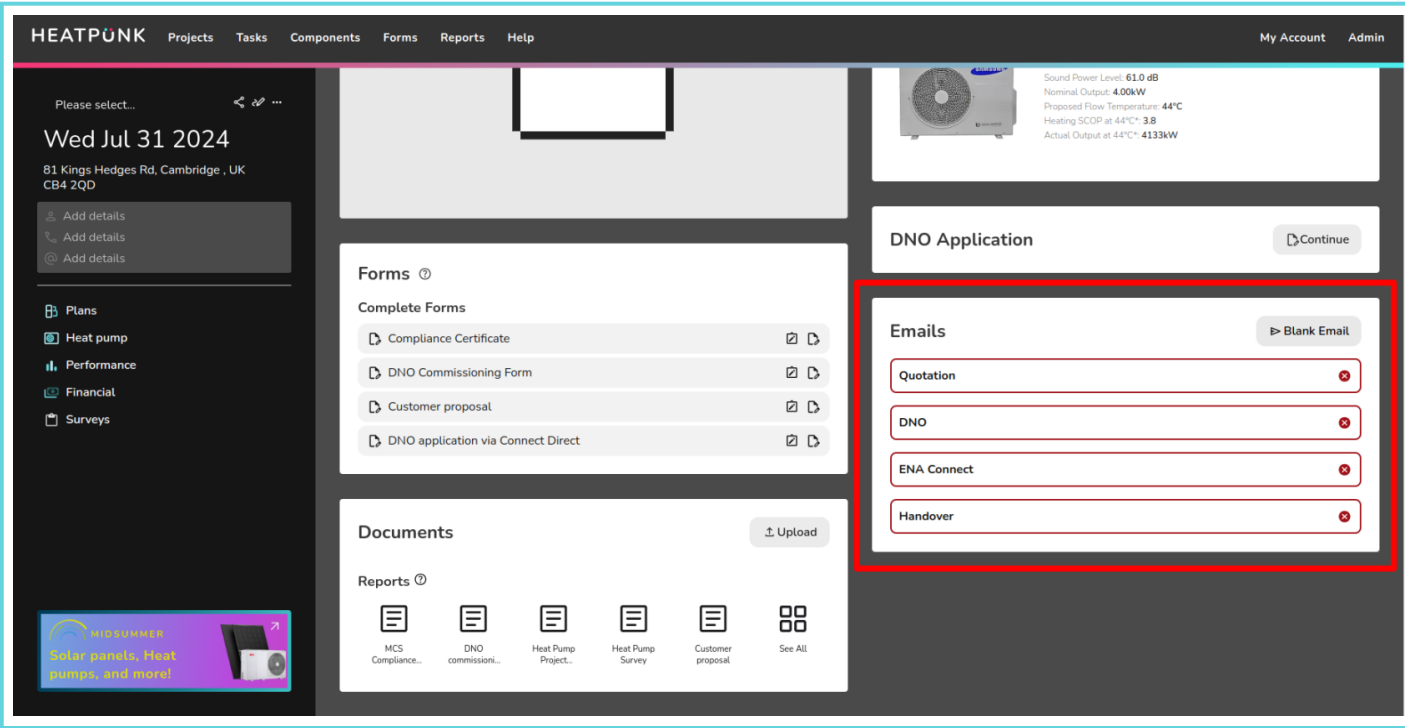 HEATPÜNK Projects Tasks Components Forms Reports Help My Account Admin
Please select...
Wed Jul 31 2024
81 Kings Hedges Rd, Cambridge , UK
CB4 2QD
Add details
Add details
Add details
Plans
Heat pump
Performance
Financial
Surveys
MIDSUMMER
Solar panels, Heat
pumps, and more!
Forms
Complete Forms
Compliance Certificate
DNO Commissioning Form
Customer proposal
DNO application via Connect Direct
Documents
Upload
Reports
MCS
Compliance...
DNO
commissioni...
Heat Pump
Project...
Heat Pump
Survey
Customer
proposal
See All
SAMSUNG
Sound Power Level: 61.0 dB
Nominal Output: 4.00kW
Proposed Flow Temperature: 44°C
Heating SCOP at 44°C*: 3.8
Actual Output at 44°C*: 4133kW
DNO Application
Continue
Emails
Blank Email
Quotation
DNO
ENA Connect
Handover